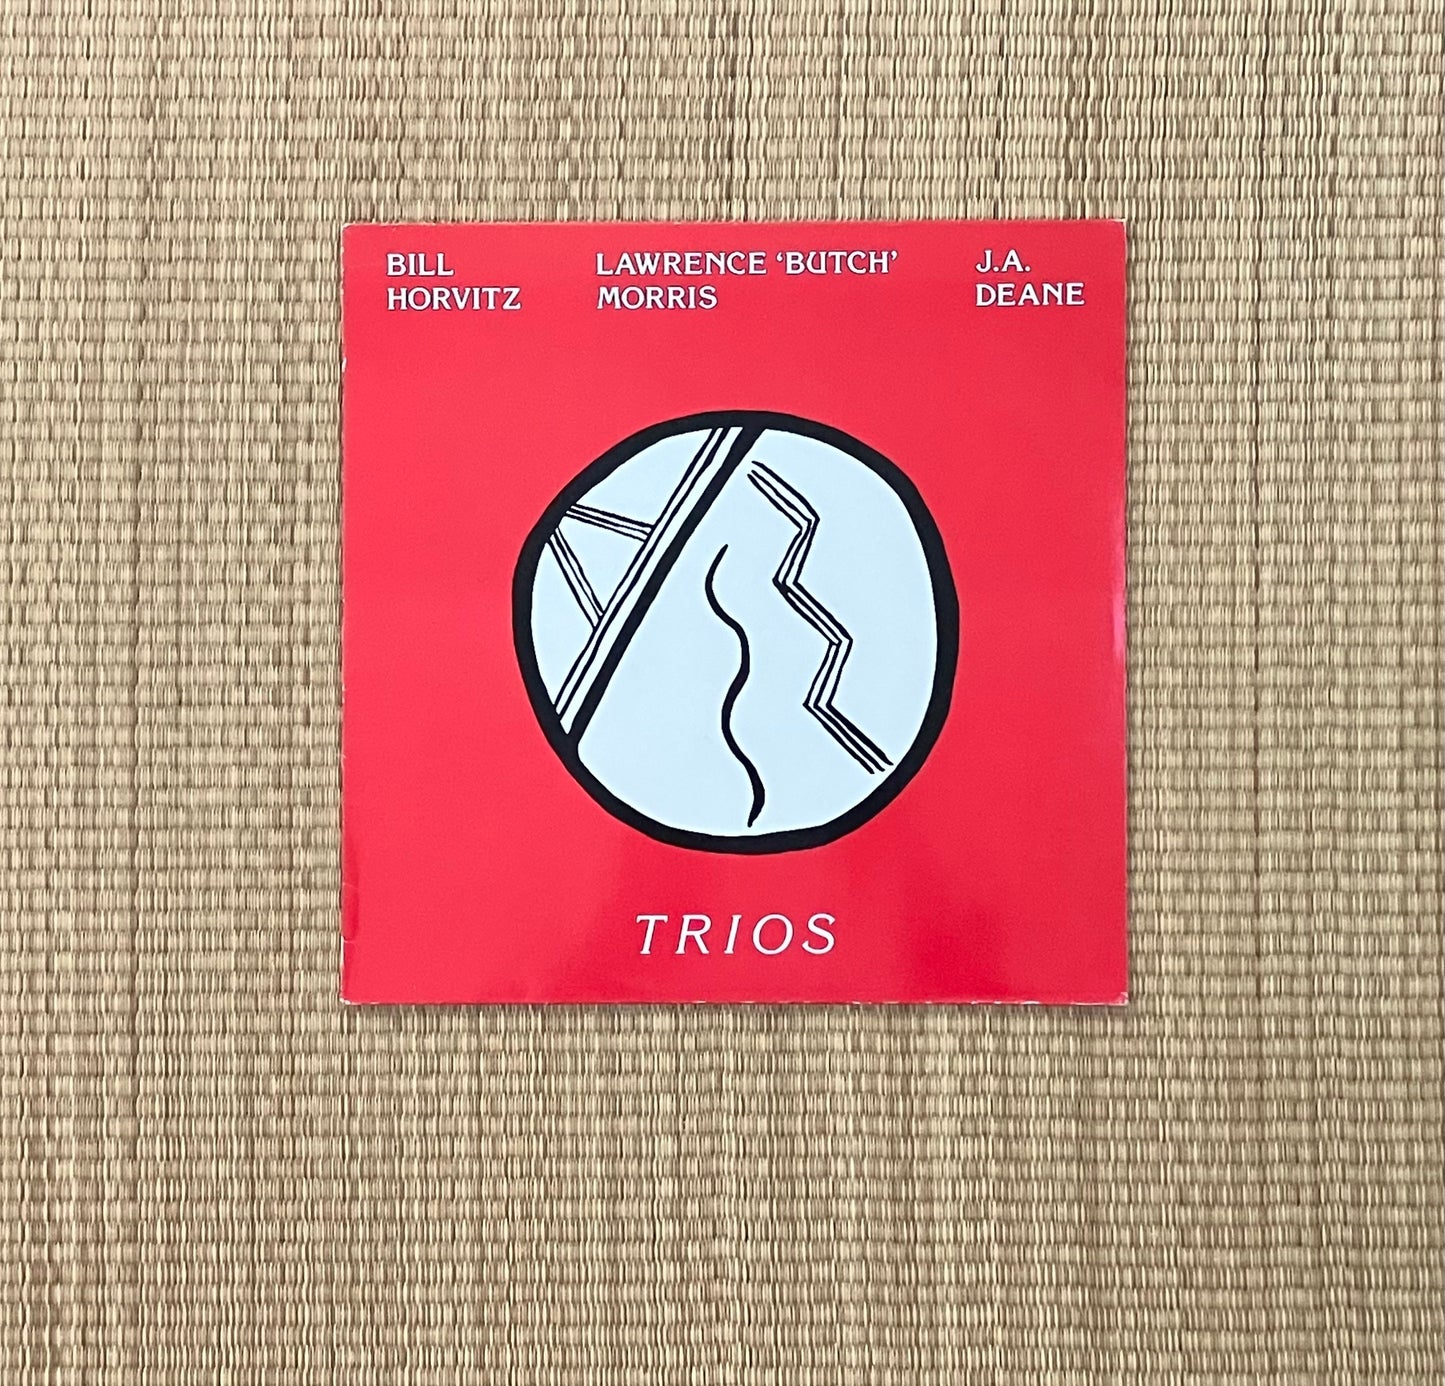 BILL
HORVITZ
LAWRENCE ‘BUTCH’
MORRIS
J.A.
DEANE
TRIOS